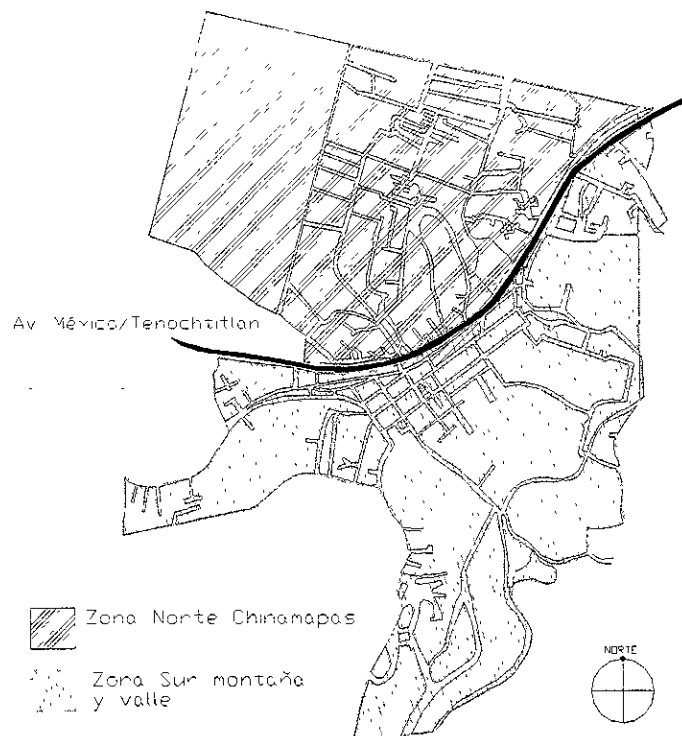 Av. México/Tenochtitlan
Zona Norte Chinamapas
Zona Sur montaña
y valle
NORTE